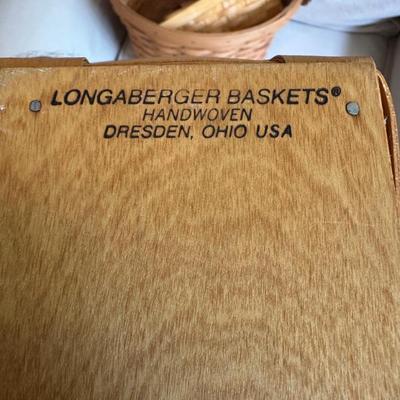 LONGABERGER BASKETS®
HANDWOVEN
DRESDEN, OHIO USA